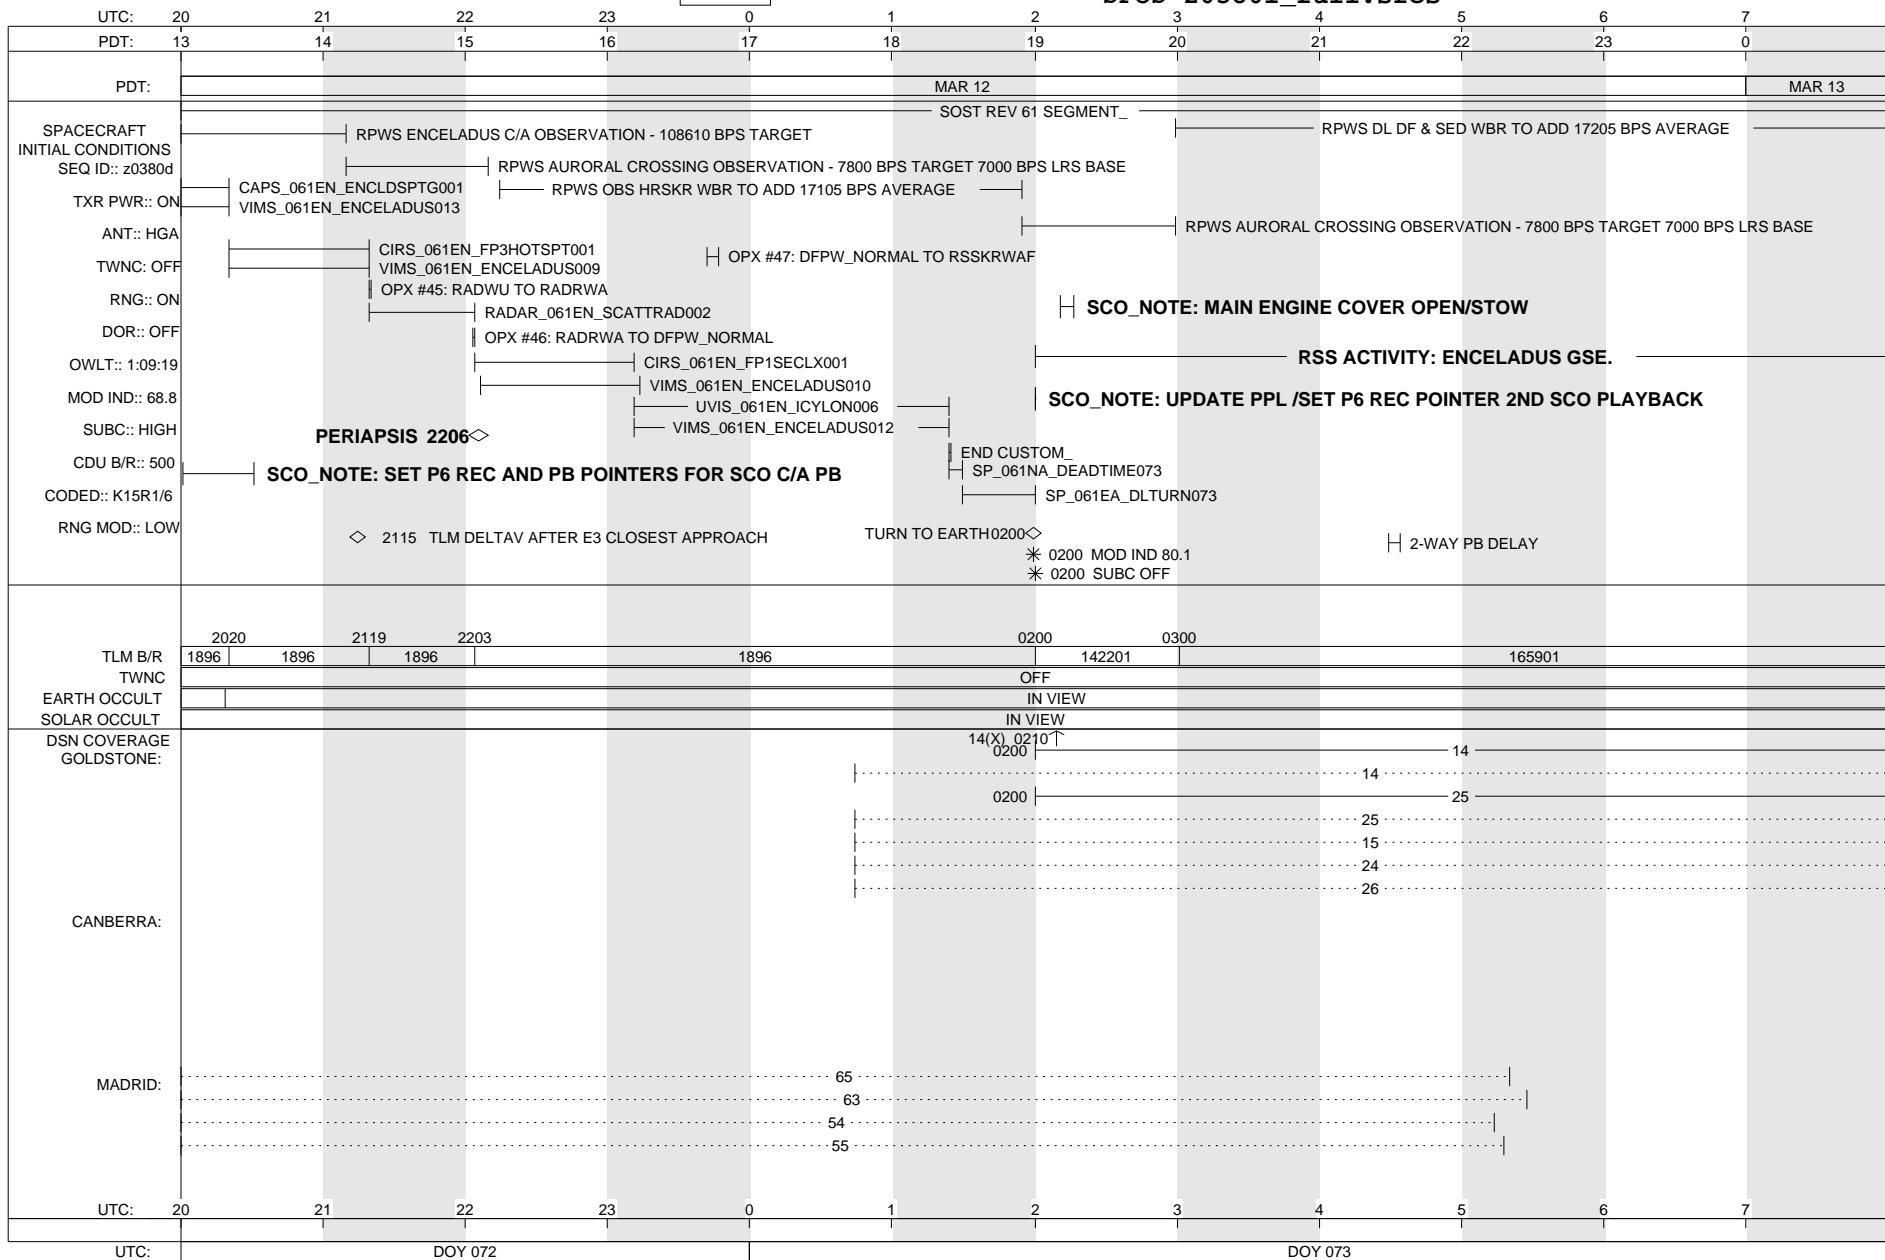 UTC: 20 21 22 23 0 1 2 3 4 5 6 7
PDT: 13 14 15 16 17 18 19 20 21 22 23 0
PDT: MAR 12 MAR 13
SOST REV 61 SEGMENT_
SPACECRAFT
INITIAL CONDITIONS
RPWS ENCELADUS C/A OBSERVATION - 108610 BPS TARGET
RPWS DL DF & SED WBR TO ADD 17205 BPS AVERAGE
SEQ ID:: z0380d
RPWS AURORAL CROSSING OBSERVATION - 7800 BPS TARGET 7000 BPS LRS BASE
CAPS_061EN_ENCLDSPTG001
RPWS OBS HRSKR WBR TO ADD 17105 BPS AVERAGE
TXR PWR:: ON
VIMS_061EN_ENCELADUS013
RPWS AURORAL CROSSING OBSERVATION - 7800 BPS TARGET 7000 BPS LRS BASE
ANT:: HGA
CIRS_061EN_FP3HOTSPT001
OPX #47: DFPW_NORMAL TO RSSKRWAF
TWNC: OFF
VIMS_061EN_ENCELADUS009
OPX #45: RADWU TO RADRWA
RNG:: ON
SCO_NOTE: MAIN ENGINE COVER OPEN/STOW
RADAR_061EN_SCATTRAD002
DOR:: OFF
OPX #46: RADRWA TO DFPW_NORMAL
RSS ACTIVITY: ENCELADUS GSE.
OWLT:: 1:09:19
CIRS_061EN_FP1SECLX001
VIMS_061EN_ENCELADUS010
MOD IND:: 68.8
SCO_NOTE: UPDATE PPL /SET P6 REC POINTER 2ND SCO PLAYBACK
UVIS_061EN_ICYLON006
SUBC:: HIGH
VIMS_061EN_ENCELADUS012
PERIAPSIS 2206
END CUSTOM_
CDU B/R:: 500
SP_061NA_DEADTIME073
SCO_NOTE: SET P6 REC AND PB POINTERS FOR SCO C/A PB
CODED:: K15R1/6
SP_061EA_DLTURN073
RNG MOD:: LOW
2115 TLM DELTAV AFTER E3 CLOSEST APPROACH
TURN TO EARTH0200
2-WAY PB DELAY
0200 MOD IND 80.1
0200 SUBC OFF
2020 2119 2203 0200 0300
TLM B/R 1896 1896 1896 1896 142201 165901
TWNC OFF
EARTH OCCULT IN VIEW
SOLAR OCCULT IN VIEW
DSN COVERAGE
14(X) 0210
GOLDSTONE:
0200 14
14
0200 25
25
15
24
26
CANBERRA:
MADRID:
65
63
54
55
UTC: 20 21 22 23 0 1 2 3 4 5 6 7
UTC: DOY 072 DOY 073